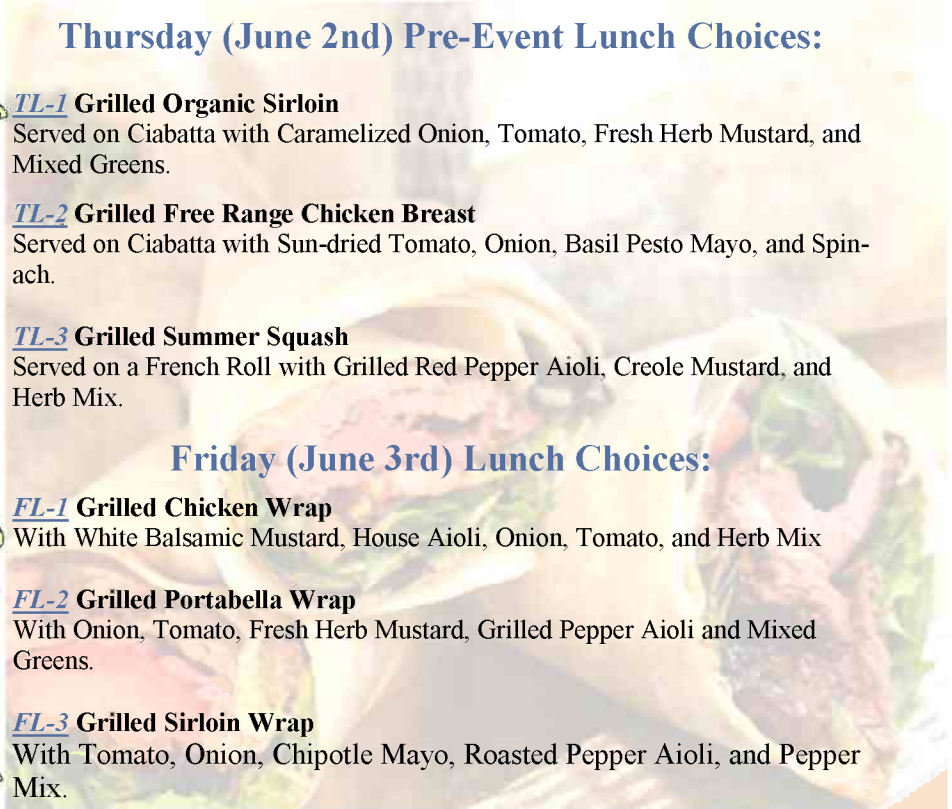 Thursday (June 2nd) Pre-Event Lunch Choices:
TL-1 Grilled Organic Sirloin
Served on Ciabatta with Caramelized Onion, Tomato, Fresh Herb Mustard, and
Mixed Greens.
TL-2 Grilled Free Range Chicken Breast
Served on Ciabatta with Sun-dried Tomato, Onion, Basil Pesto Mayo, and Spin-
ach.
TL-3 Grilled Summer Squash
Served on a French Roll with Grilled Red Pepper Aioli, Creole Mustard, and
Herb Mix.
Friday (June 3rd) Lunch Choices:
FL-1 Grilled Chicken Wrap
With White Balsamic Mustard, House Aioli, Onion, Tomato, and Herb Mix
FL-2 Grilled Portabella Wrap
With Onion, Tomato, Fresh Herb Mustard, Grilled Pepper Aioli and Mixed
Greens.
FL-3 Grilled Sirloin Wrap
With Tomato, Onion, Chipotle Mayo, Roasted Pepper Aioli, and Pepper
Mix.